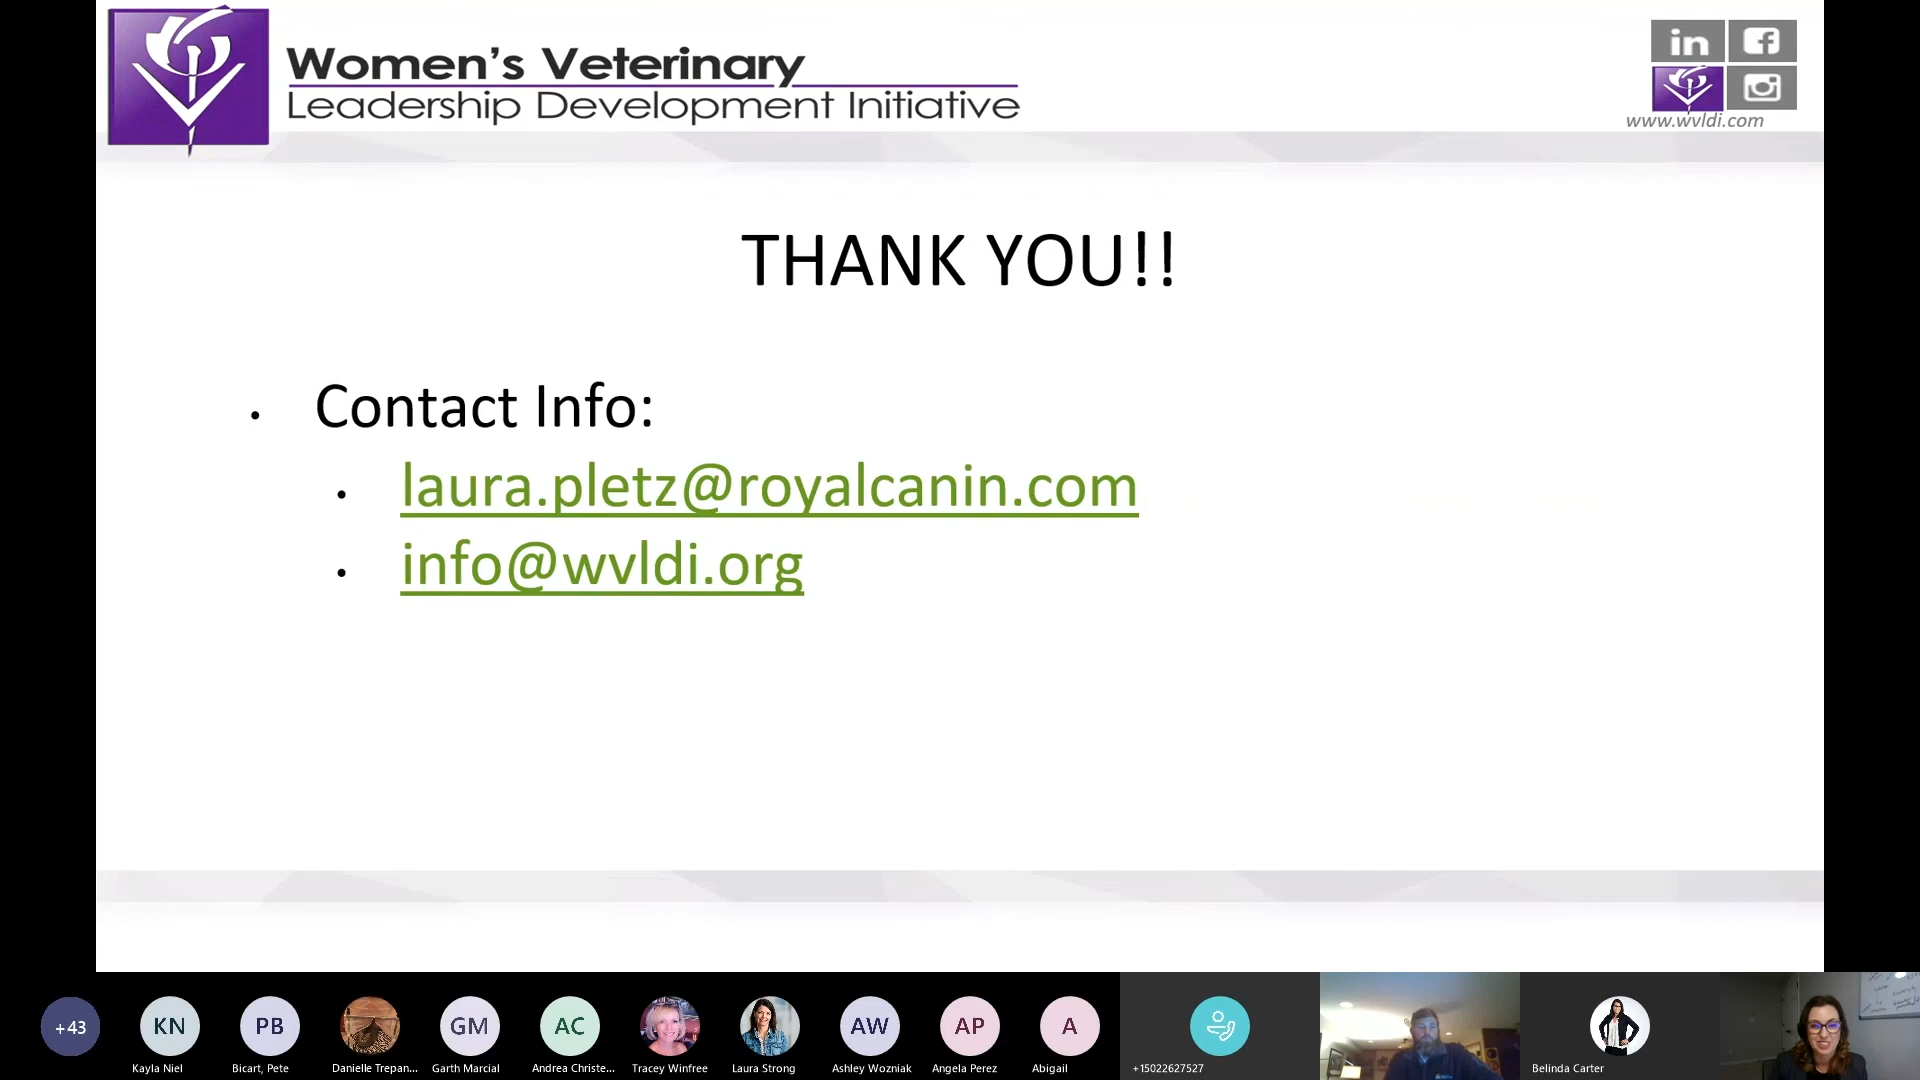 Women's Veterinary
Leadership Development Initiative
in
www.wvldi.com
THANK YOU!!
• Contact Info:
• laura.pletz@royalcanin.com
• info@wvldi.org
+43
KN
PB
GM
AC
AW
AP
A
Kayla Niel
Bicart, Pete
Danielle Trepan...
Garth Marcial
Andrea Christe...
Tracey Winfree
Laura Strong
Ashley Wozniak
Angela Perez
Abigail
+15022627527
Belinda Carter